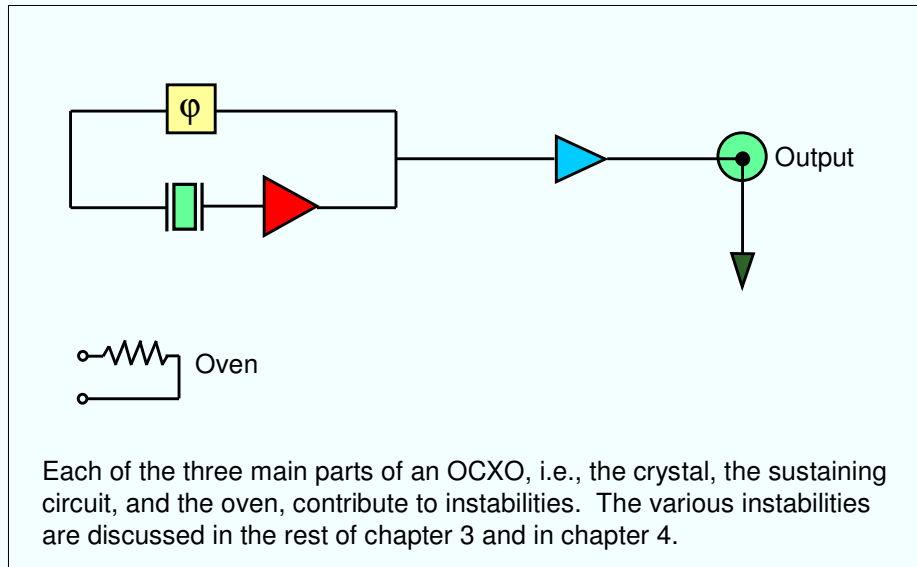 φ
Output
Oven
Each of the three main parts of an OCXO, i.e., the crystal, the sustaining
circuit, and the oven, contribute to instabilities.  The various instabilities
are discussed in the rest of chapter 3 and in chapter 4.